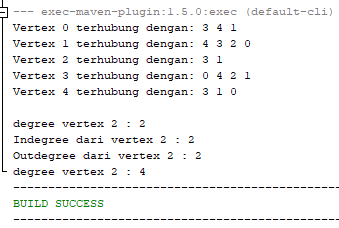 --- exec-maven-plugin:1.5.0:exec (default-cli)
Vertex 0 terhubung dengan: 3 4 1
Vertex 1 terhubung dengan: 4 3 2 0
Vertex 2 terhubung dengan: 3 1
Vertex 3 terhubung dengan: 0 4 2 1
Vertex 4 terhubung dengan: 3 1 0
degree vertex 2 : 2
Indegree dari vertex 2 : 2
Outdegree dari vertex 2 : 2
degree vertex 2 : 4
------------------------------------------------
BUILD SUCCESS
------------------------------------------------